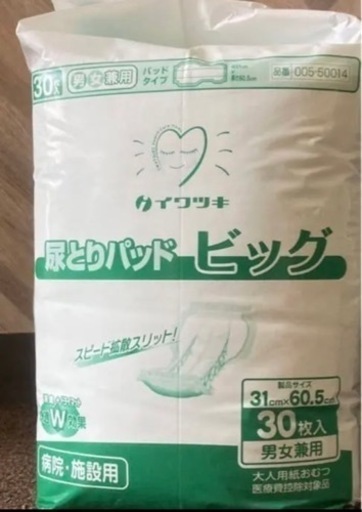 30枚
男女兼用
パッド
タイプ
品番 005-50014
イワツキ
尿とりパッド ビッグ
スピード拡散スリット!
W効果
製品サイズ
31cm×60.5cm
30枚入
男女兼用
病院・施設用
大人用紙おむつ
医療費控除対象品